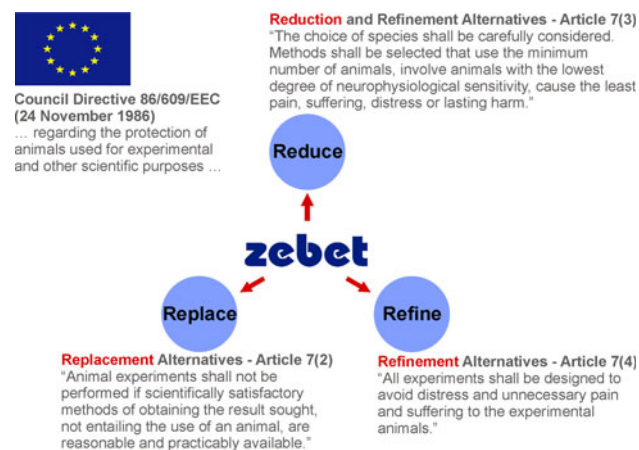 Reduction and Refinement Alternatives - Article 7(3)
"The choice of species shall be carefully considered.
Methods shall be selected that use the minimum
number of animals, involve animals with the lowest
degree of neurophysiological sensitivity, cause the least
pain, suffering, distress or lasting harm."
Council Directive 86/609/EEC
(24 November 1986)
... regarding the protection of
animals used for experimental
and other scientific purposes ...
Reduce
zebet
Replace
Refine
Replacement Alternatives - Article 7(2)
"Animal experiments shall not be
performed if scientifically satisfactory
methods of obtaining the result sought,
not entailing the use of an animal, are
reasonable and practicably available."
Refinement Alternatives - Article 7(4)
"All experiments shall be designed to
avoid distress and unnecessary pain
and suffering to the experimental
animals."